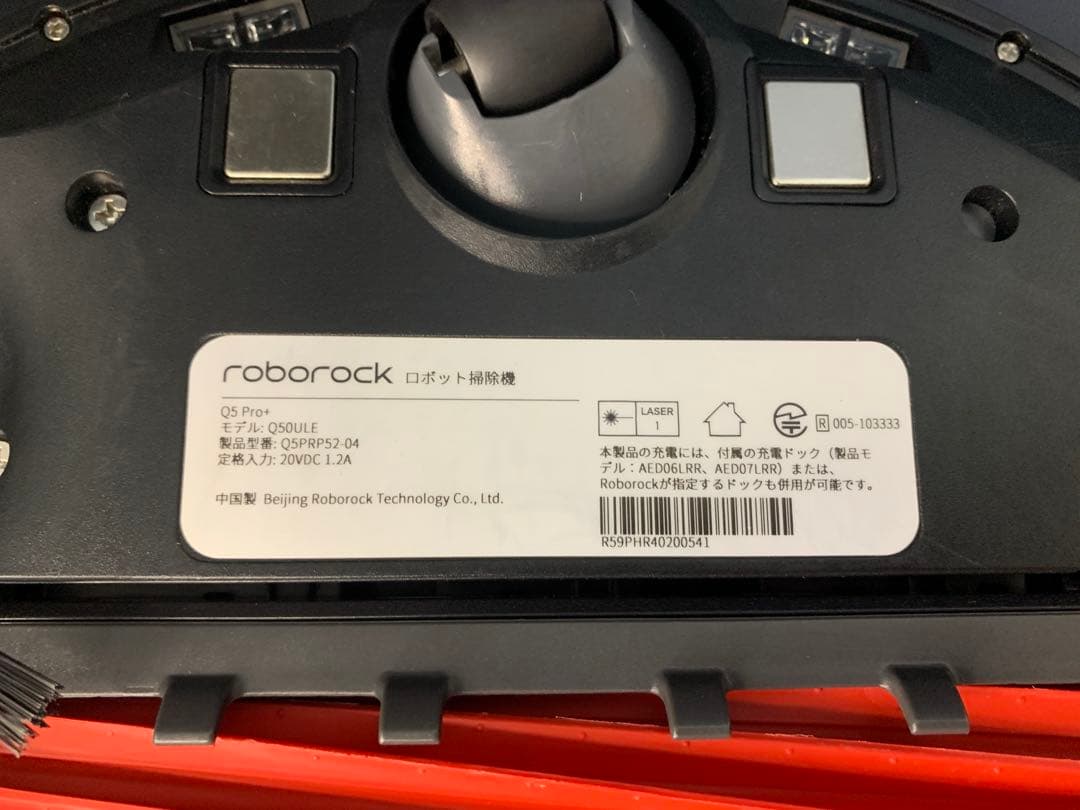 roborock ロボット掃除機
Q5 Pro+
モデル: Q50ULE
製品型番: Q5PRP52-04
定格入力: 20VDC 1.2A
中国製 Beijing Roborock Technology Co., Ltd.
LASER
1
R 005-103333
本製品の充電には、付属の充電ドック（製品モ
デル：AED06LRR、AED07LRR）または、
Roborockが指定するドックも併用が可能です。
R59PHR40200541